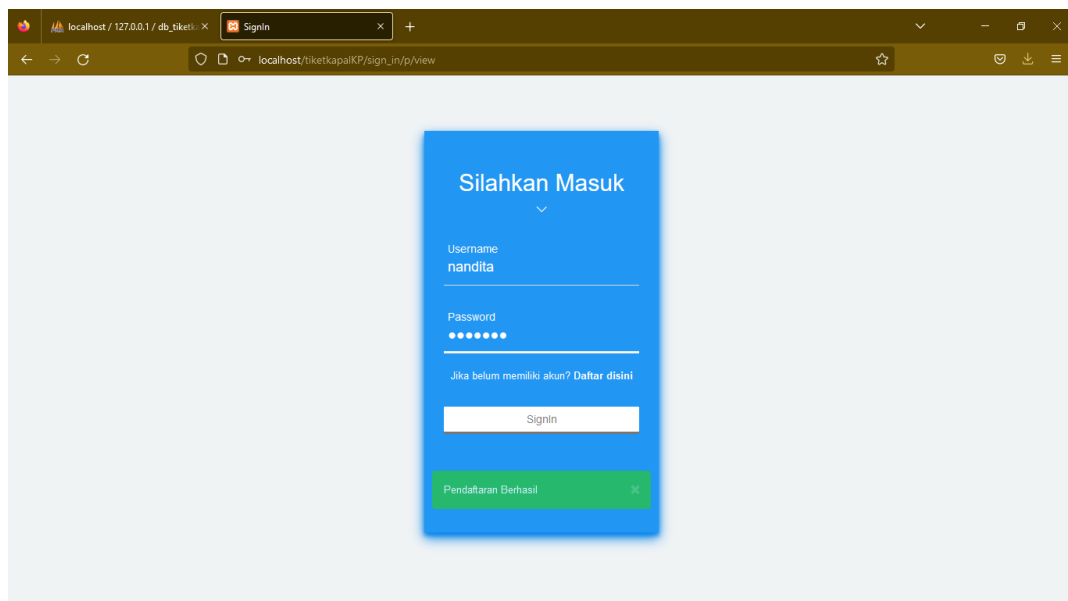 localhost / 127.0.0.1 / db_tiketk
SignIn
localhost/tiketkapalKP/sign_in/p/view
Silahkan Masuk
Username
nandita
Password
Jika belum memiliki akun? Daftar disini
SignIn
Pendaftaran Berhasil